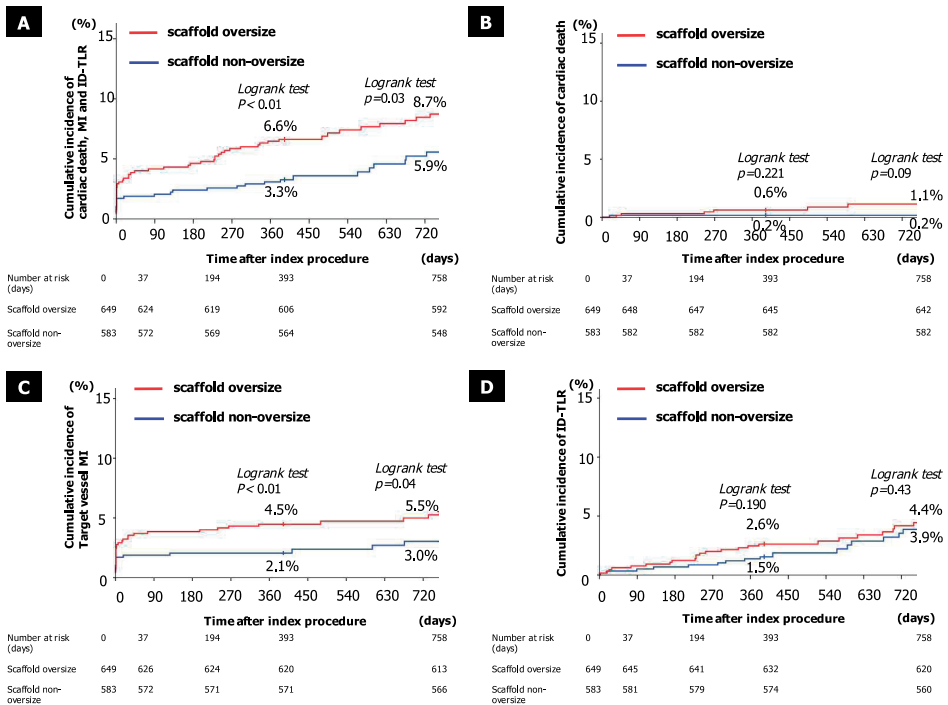 A
(%)
scaffold oversize
scaffold non-oversize
Cumulative incidence of
cardiac death, MI and ID-TLR
15
10
5
0
Logrank test
P< 0.01
6.6%
3.3%
Logrank test
p=0.03
8.7%
5.9%
0 90 180 270 360 450 540 630 720
Time after index procedure (days)
Number at risk
(days)
0 37 194 393 758
Scaffold oversize 649 624 619 606 592
Scaffold non-
oversize
583 572 569 564 548
B
(%)
scaffold oversize
scaffold non-oversize
Cumulative incidence of cardiac death
15
10
5
0
Logrank test
p=0.221
0.6%
0.2%
Logrank test
p=0.09
1.1%
0.2%
0 90 180 270 360 450 540 630 720
Time after index procedure (days)
Number at risk
(days)
0 37 194 393 758
Scaffold oversize 649 648 647 645 642
Scaffold non-
oversize
583 582 582 582 582
C
(%)
scaffold oversize
scaffold non-oversize
Cumulative incidence of
Target vessel MI
15
10
5
0
Logrank test
P< 0.01
4.5%
2.1%
Logrank test
p=0.04
5.5%
3.0%
0 90 180 270 360 450 540 630 720
Time after index procedure (days)
Number at risk
(days)
0 37 194 393 758
Scaffold oversize 649 626 624 620 613
Scaffold non-
oversize
583 572 571 571 566
D
(%)
scaffold oversize
scaffold non-oversize
Cumulative incidence of ID-TLR
15
10
5
0
Logrank test
p=0.190
2.6%
1.5%
Logrank test
p=0.43
4.4%
3.9%
0 90 180 270 360 450 540 630 720
Time after index procedure (days)
Number at risk
(days)
0 37 194 393 758
Scaffold oversize 649 645 641 632 620
Scaffold non-
oversize
583 581 579 574 560